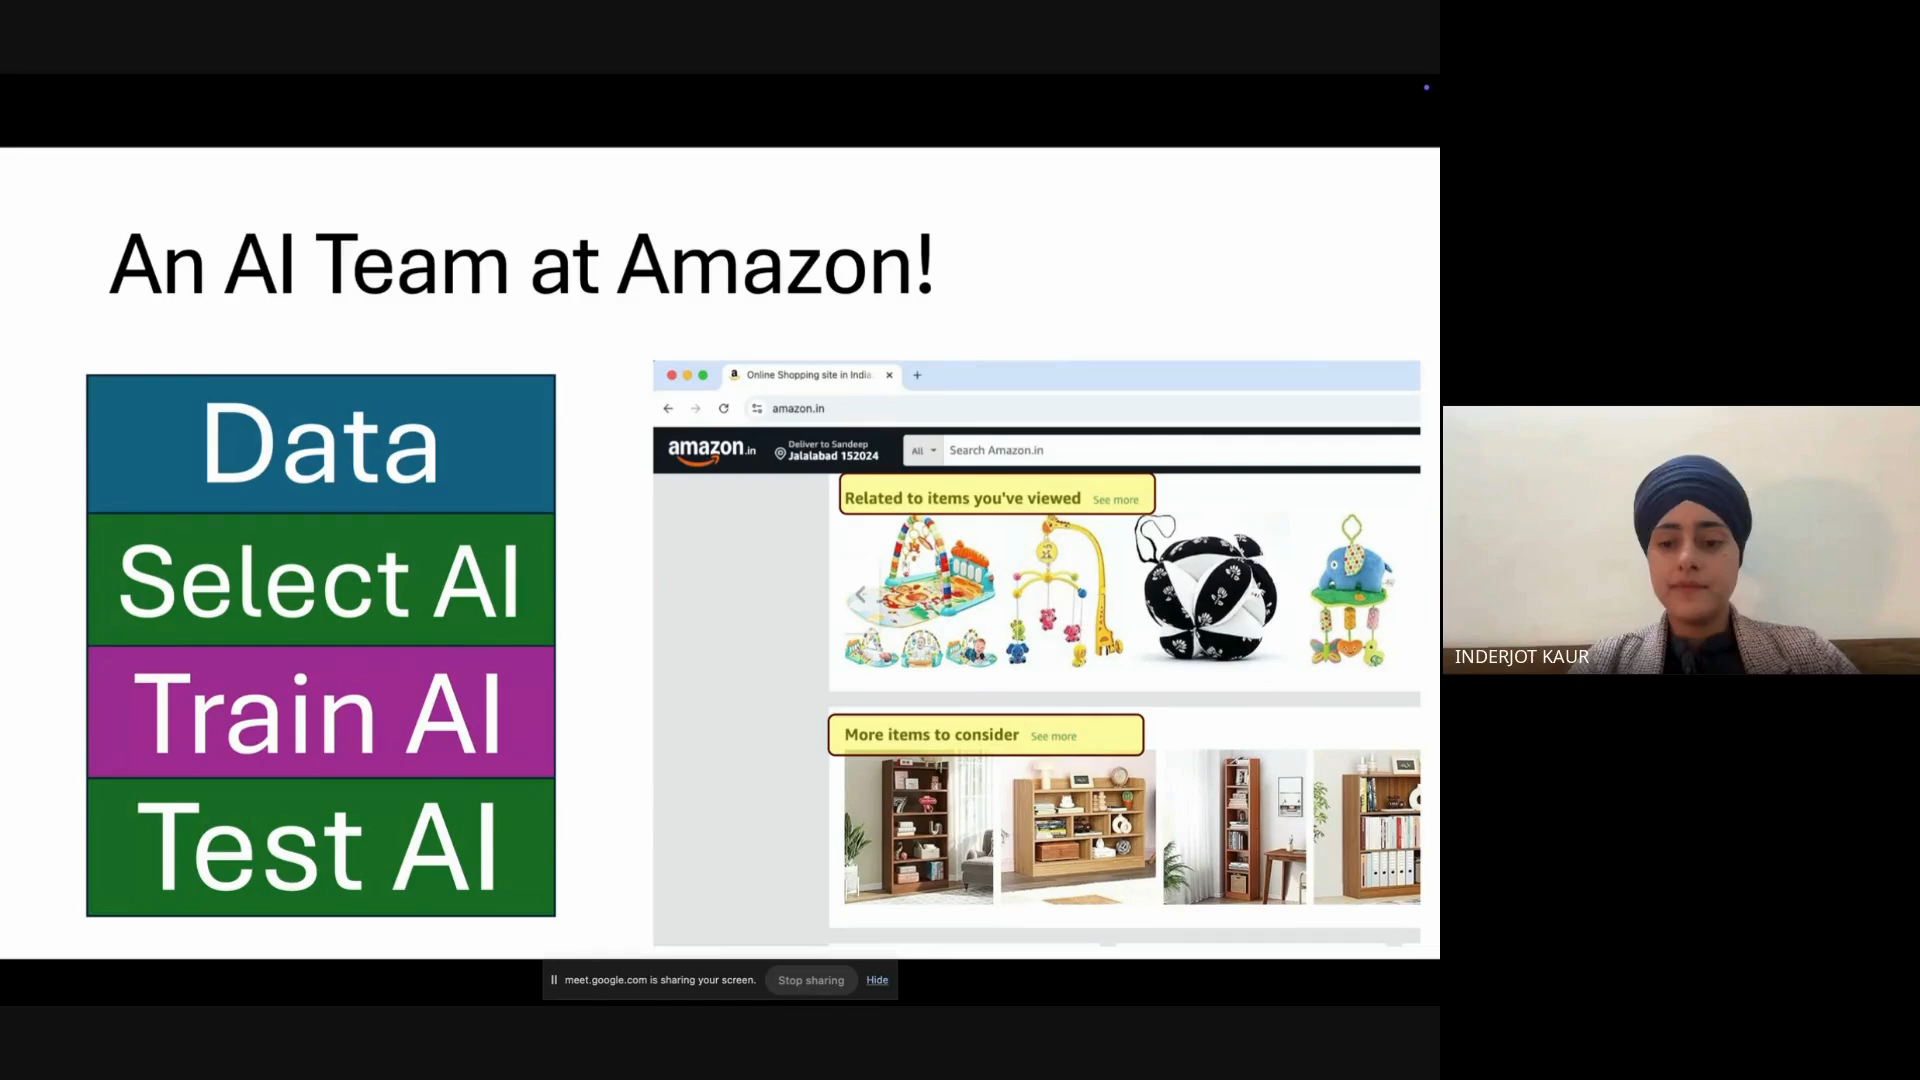 An AI Team at Amazon!
Data
Select AI
Train AI
Test AI
Online Shopping site in India
amazon.in
amazon.in
Deliver to Sandeep
Jalalabad 152024
All
Search Amazon.in
Related to items you've viewed See more
More items to consider See more
meet.google.com is sharing your screen.
Stop sharing
Hide
INDERJOT KAUR